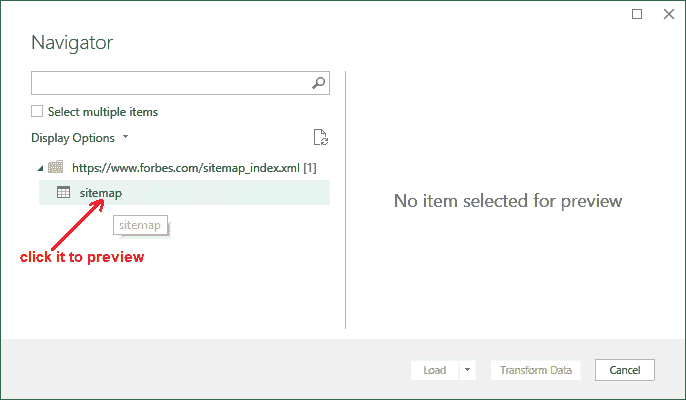 Navigator
Select multiple items
Display Options
https://www.forbes.com/sitemap_index.xml [1]
sitemap
No item selected for preview
sitemap
click it to preview
Load
Transform Data
Cancel